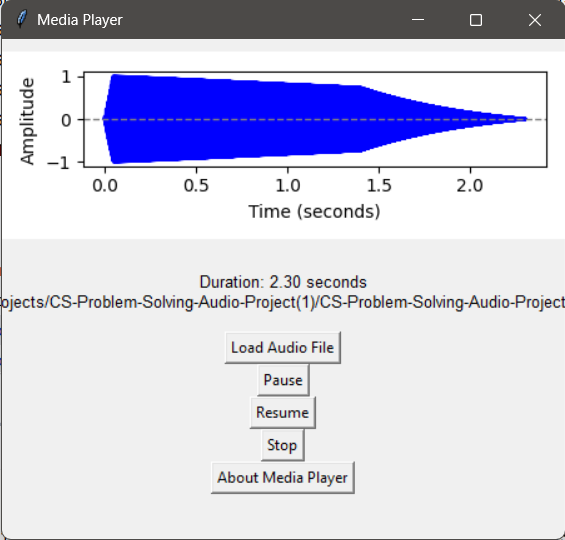 Media Player
Amplitude
1
0
−1
0.0 0.5 1.0 1.5 2.0
Time (seconds)
Duration: 2.30 seconds
ojects/CS-Problem-Solving-Audio-Project(1)/CS-Problem-Solving-Audio-Project
Load Audio File
Pause
Resume
Stop
About Media Player